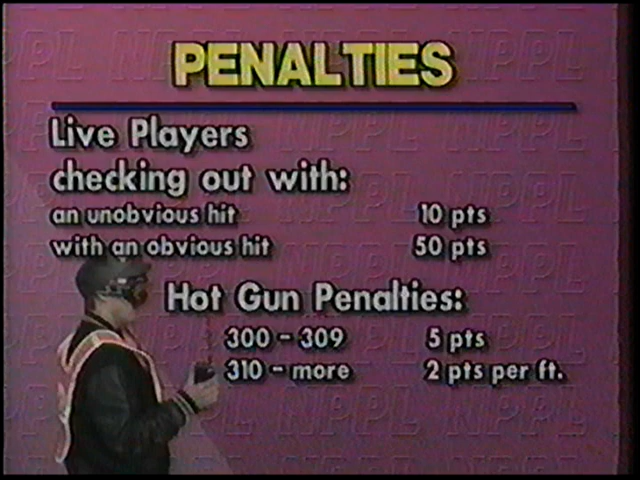 PENALTIES
Live Players
checking out with:
an unobvious hit 10 pts
with an obvious hit 50 pts
Hot Gun Penalties:
300 - 309 5 pts
310 - more 2 pts per ft.
NPPL